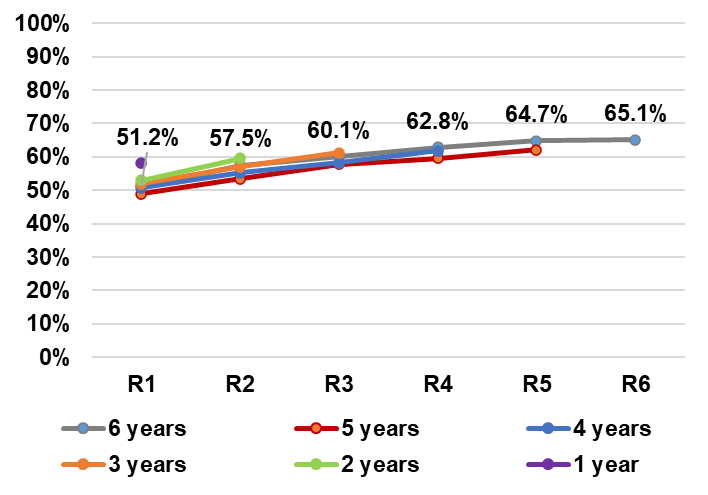 100%
90%
80%
70%
60%
50%
40%
30%
20%
10%
0%
51.2% 57.5% 60.1% 62.8% 64.7% 65.1%
R1 R2 R3 R4 R5 R6
6 years 5 years 4 years
3 years 2 years 1 year